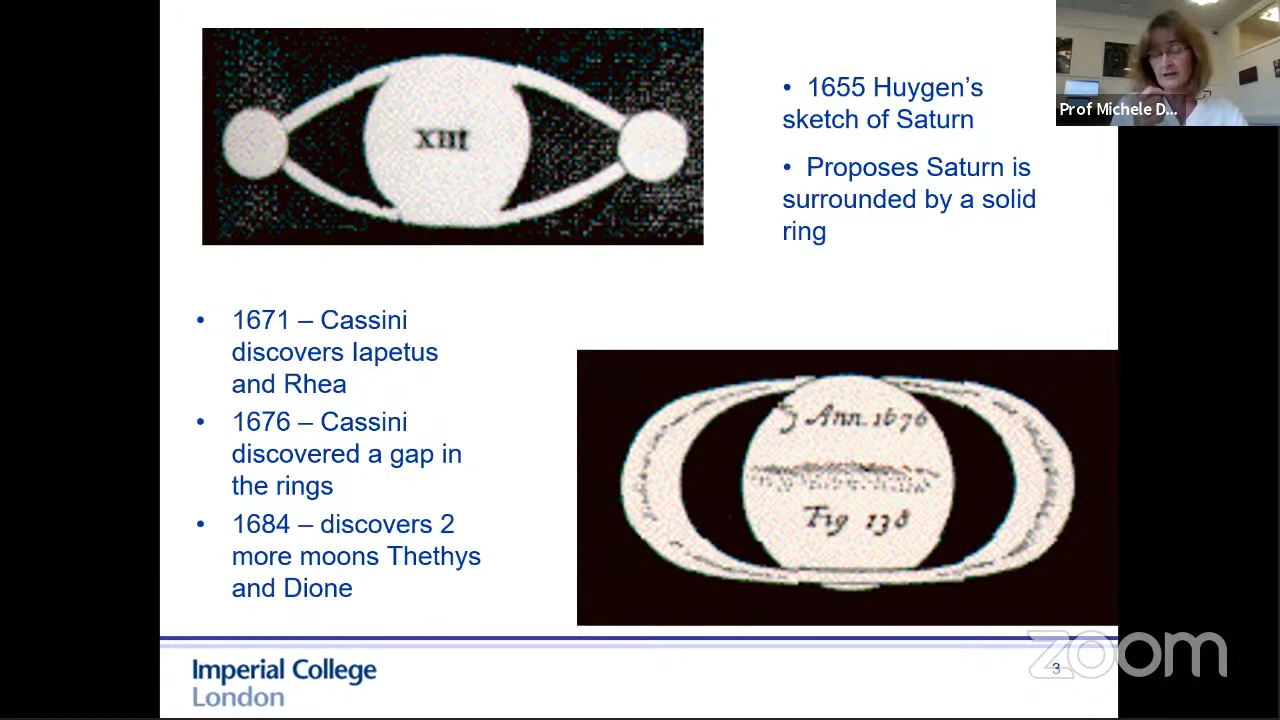 XIII
• 1655 Huygen's
sketch of Saturn
• Proposes Saturn is
surrounded by a solid
ring
Prof Michele D...
• 1671 – Cassini
discovers Iapetus
and Rhea
• 1676 – Cassini
discovered a gap in
the rings
• 1684 – discovers 2
more moons Thethys
and Dione
Ann. 1676
Fig 138
Imperial College
London
3
zoom